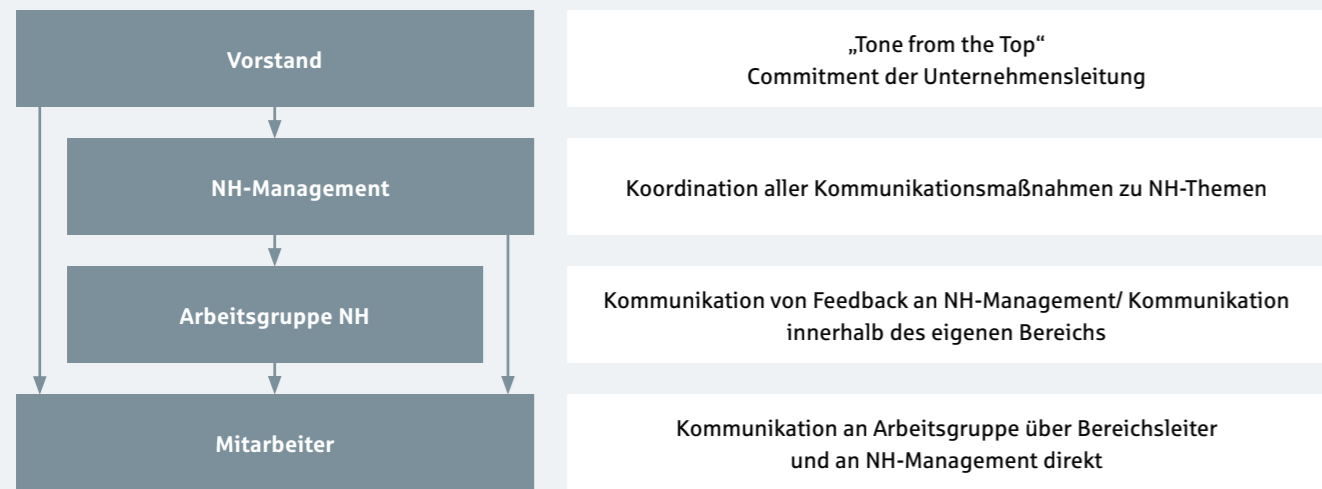 Vorstand
„Tone from the Top“
Commitment der Unternehmensleitung
NH-Management
Koordination aller Kommunikationsmaßnahmen zu NH-Themen
Arbeitsgruppe NH
Kommunikation von Feedback an NH-Management/ Kommunikation
innerhalb des eigenen Bereichs
Mitarbeiter
Kommunikation an Arbeitsgruppe über Bereichsleiter
und an NH-Management direkt